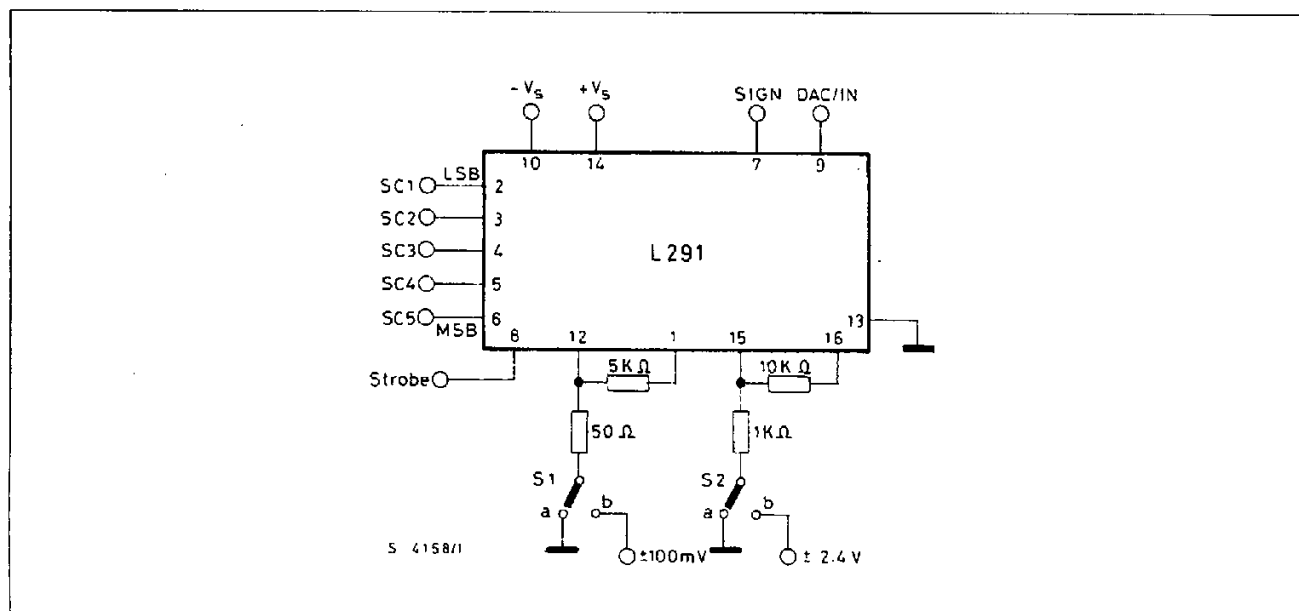 -Vs +Vs SIGN DAC/IN
10 14 7 9
SC1 LSB 2
SC2 3
SC3 4
L291
SC4 5
SC5 MSB 6
13
8 12 1 15 16
Strobe
5KΩ 10KΩ
50Ω 1KΩ
S1 S2
a b a b
S 4158/1 ±100mV ± 2.4 V